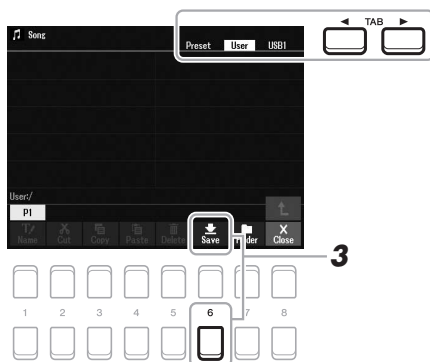 ◄ TAB ►
Song
Preset User USB1
User:/
P1
Name Cut Copy Paste Delete Save Folder Close
3
1 2 3 4 5 6 7 8